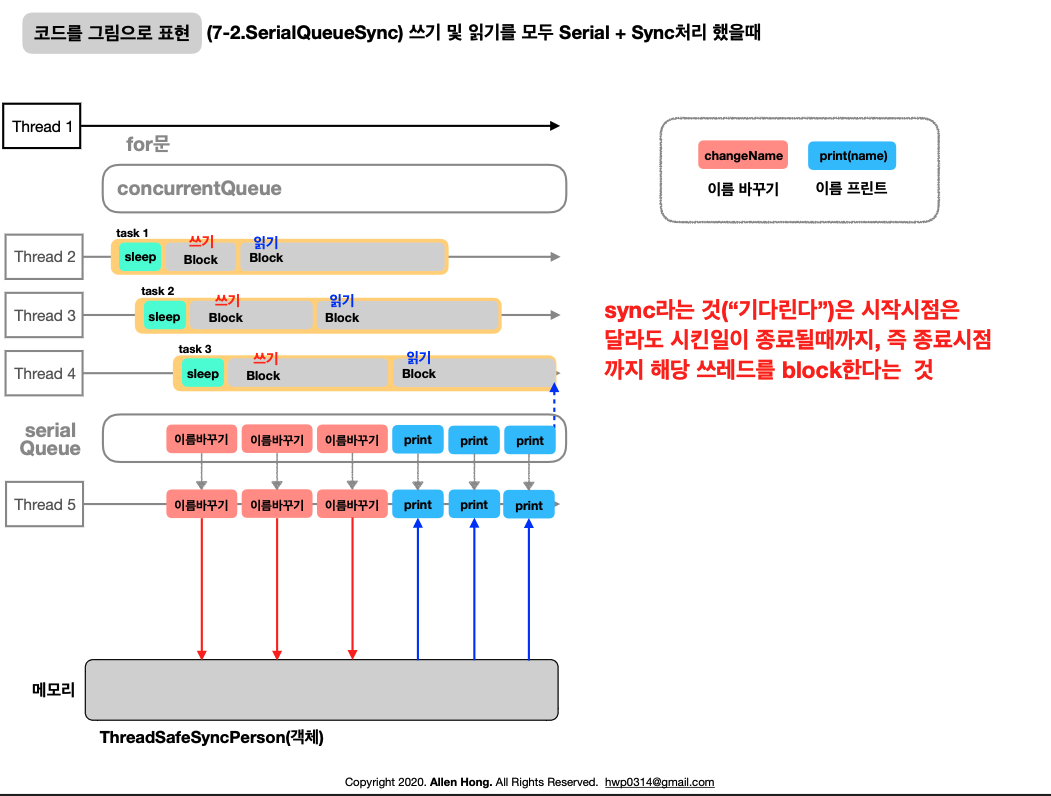 코드를 그림으로 표현 (7-2.SerialQueueSync) 쓰기 및 읽기를 모두 Serial + Sync처리 했을때
Thread 1
for문
concurrentQueue
changeName print(name)
이름 바꾸기 이름 프린트
task 1
Thread 2
sleep
쓰기
Block
읽기
Block
task 2
Thread 3
sleep
쓰기
Block
읽기
Block
task 3
Thread 4
sleep
쓰기
Block
읽기
Block
sync라는 것(“기다린다”)은 시작시점은
달라도 시킨일이 종료될때까지, 즉 종료시점
까지 해당 쓰레드를 block한다는 것
serial
Queue
이름바꾸기 이름바꾸기 이름바꾸기 print print print
Thread 5
이름바꾸기 이름바꾸기 이름바꾸기 print print print
메모리
ThreadSafeSyncPerson(객체)
Copyright 2020. Allen Hong. All Rights Reserved. hwp0314@gmail.com